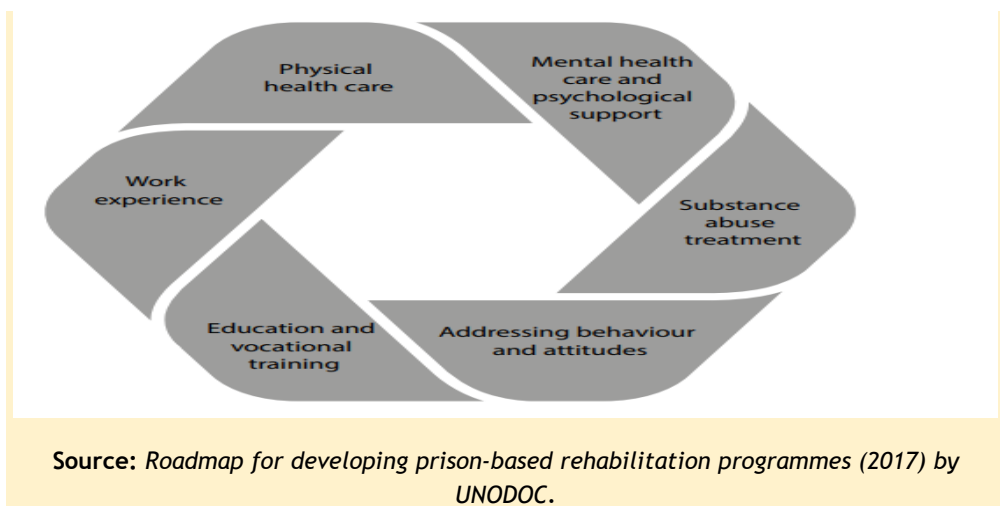 Physical
health care
Mental health
care and
psychological
support
Work
experience
Substance
abuse
treatment
Education and
vocational
training
Addressing behaviour
and attitudes
Source: Roadmap for developing prison-based rehabilitation programmes (2017) by
UNODOC.